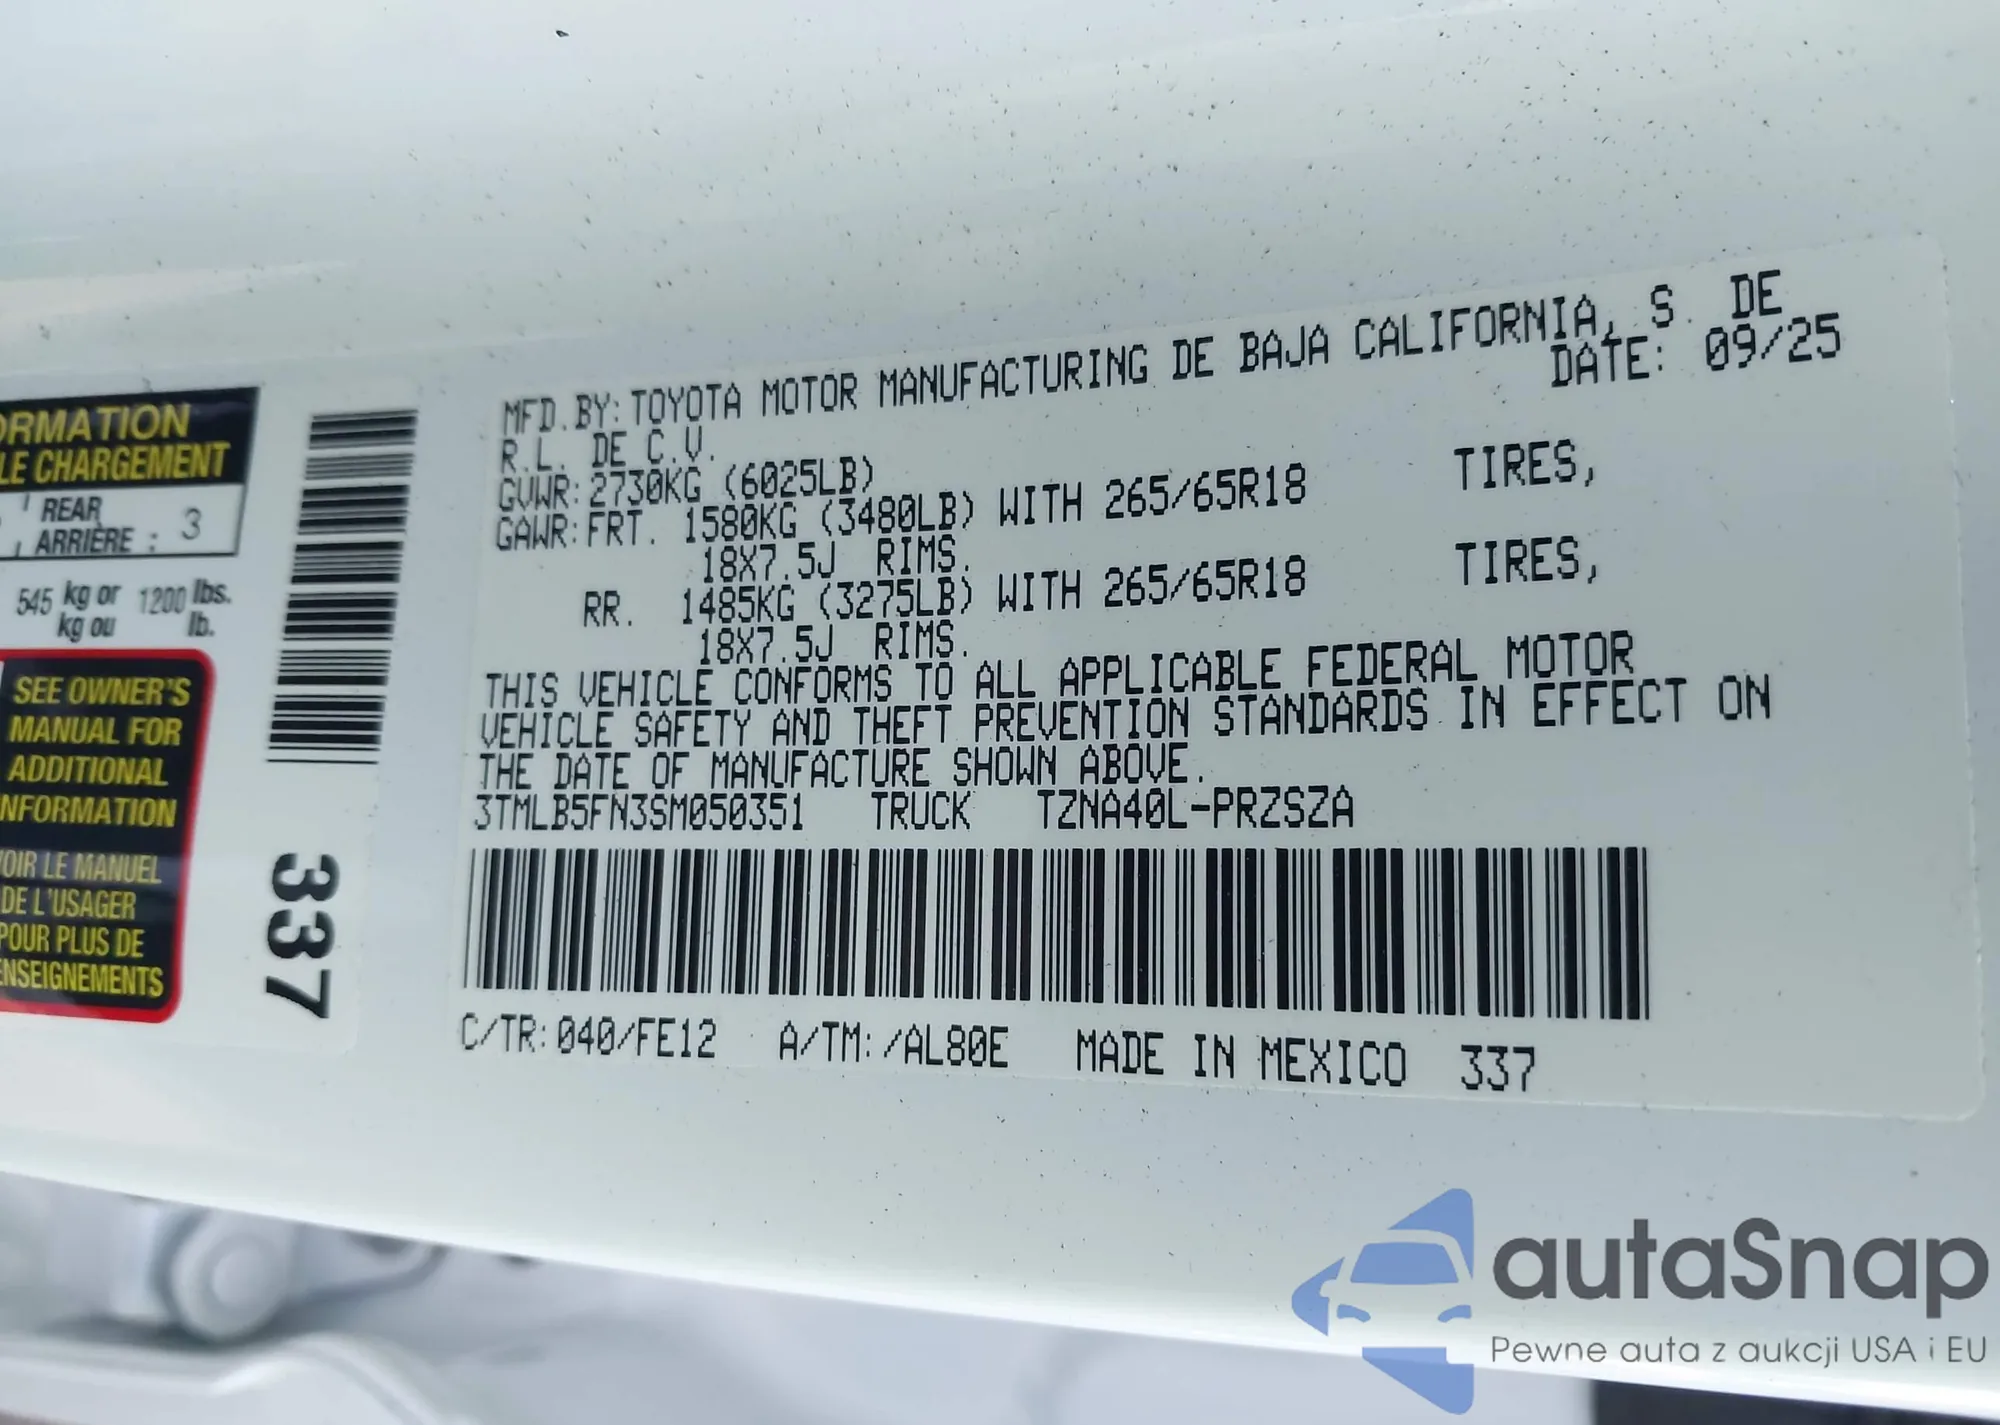 ORMATION
LE CHARGEMENT
REAR
ARRIÈRE : 3
545 kg or 1200 lbs.
kg ou lb.
SEE OWNER'S
MANUAL FOR
ADDITIONAL
NFORMATION
OIR LE MANUEL
DE L'USAGER
POUR PLUS DE
ENSEIGNEMENTS
337
MFD.BY:TOYOTA MOTOR MANUFACTURING DE BAJA CALIFORNIA, S. DE
R.L. DE C.V. DATE: 09/25
GVWR:2730KG (6025LB)
GAWR:FRT. 1580KG (3480LB) WITH 265/65R18 TIRES,
18X7.5J RIMS.
RR. 1485KG (3275LB) WITH 265/65R18 TIRES,
18X7.5J RIMS.
THIS VEHICLE CONFORMS TO ALL APPLICABLE FEDERAL MOTOR
VEHICLE SAFETY AND THEFT PREVENTION STANDARDS IN EFFECT ON
THE DATE OF MANUFACTURE SHOWN ABOVE.
3TMLB5FN3SM050351 TRUCK TZNA40L-PRZSZA
C/TR:040/FE12 A/TM:/AL80E MADE IN MEXICO 337
autaSnap
Pewne auta z aukcji USA i EU